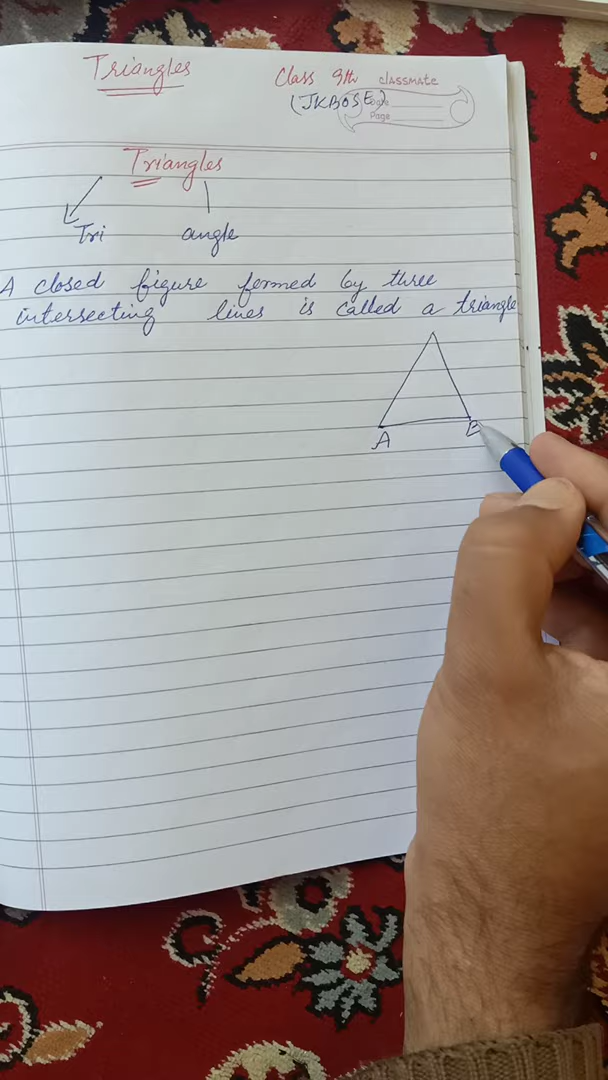 Triangles
Class 9th classmate
(JKBOSE)
Page
Triangles
Tri angle
A closed figure formed by three
intersecting lines is called a triangle
A B